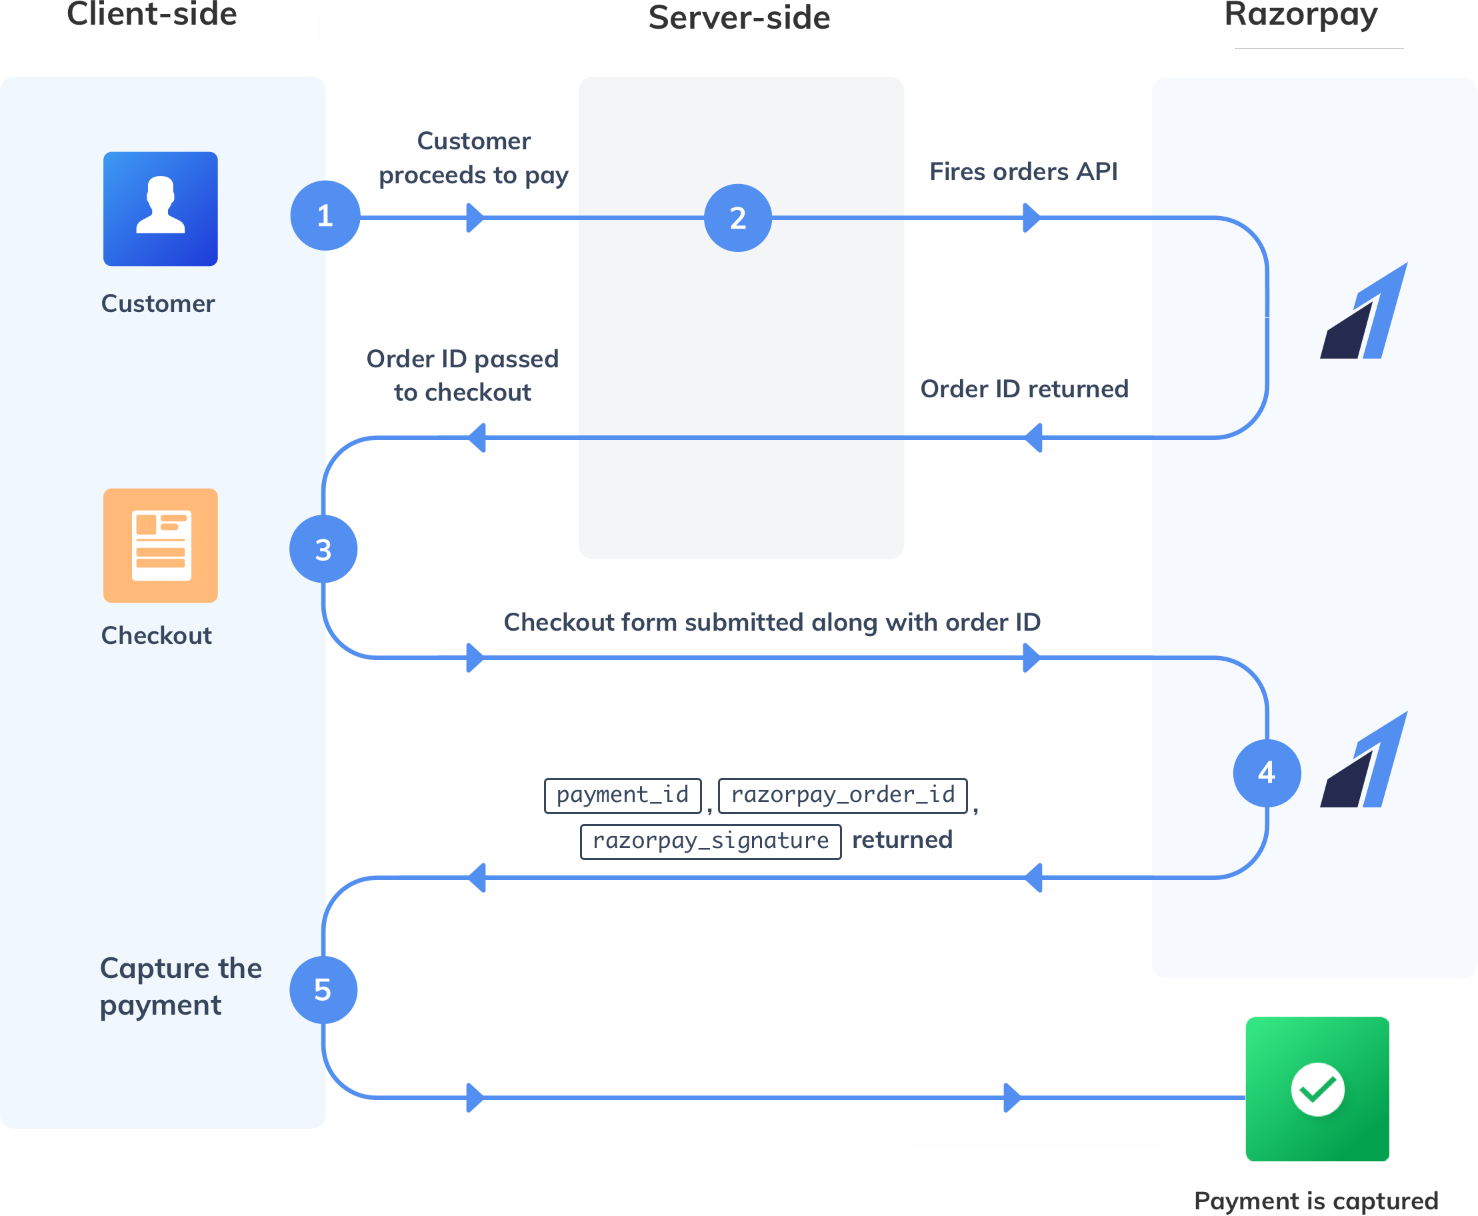 Client-side
Server-side
Razorpay
Customer
proceeds to pay
Fires orders API
1
2
Customer
Order ID passed
to checkout
Order ID returned
3
Checkout
Checkout form submitted along with order ID
4
payment_id , razorpay_order_id ,
razorpay_signature returned
Capture the
payment
5
Payment is captured